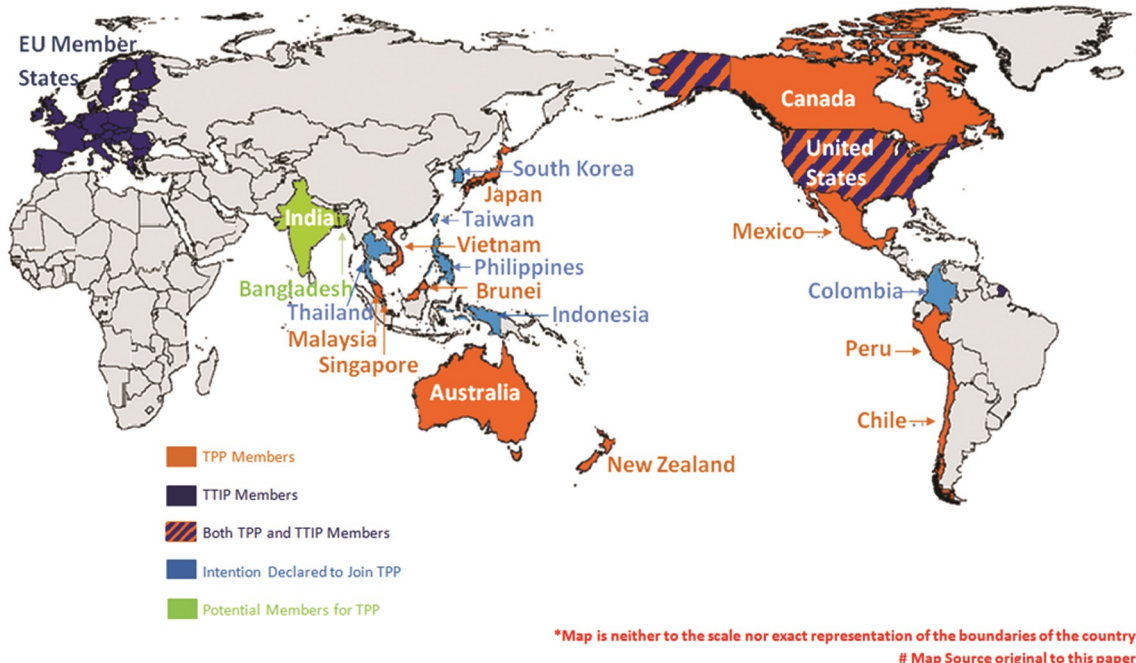 EU Member
States
Canada
United
States
South Korea
Japan
India
Taiwan
Mexico
Vietnam
Philippines
Bangladesh
Brunei
Colombia
Thailand
Indonesia
Malaysia
Peru
Singapore
Australia
Chile
New Zealand
TPP Members
TTIP Members
Both TPP and TTIP Members
Intention Declared to Join TPP
Potential Members for TPP
*Map is neither to the scale nor exact representation of the boundaries of the country
# Map Source original to this paper